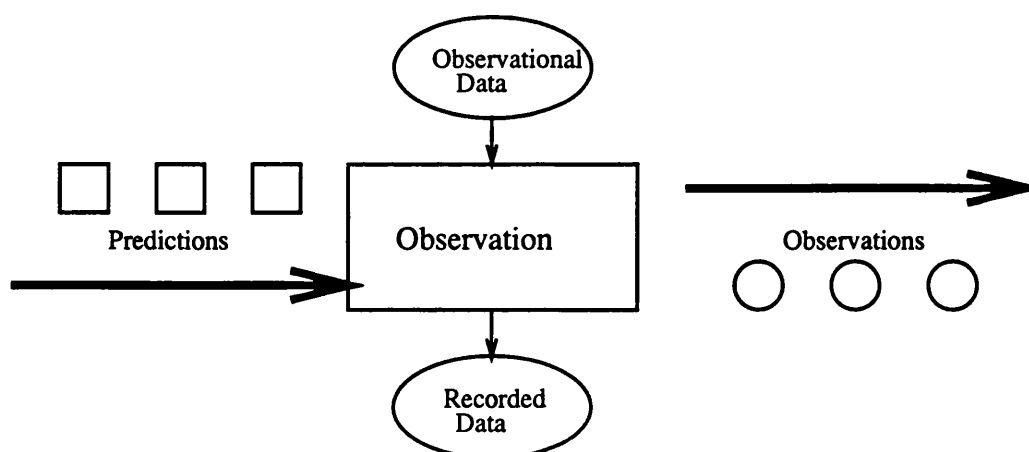 Observational
Data
Predictions
Observation
Observations
Recorded
Data